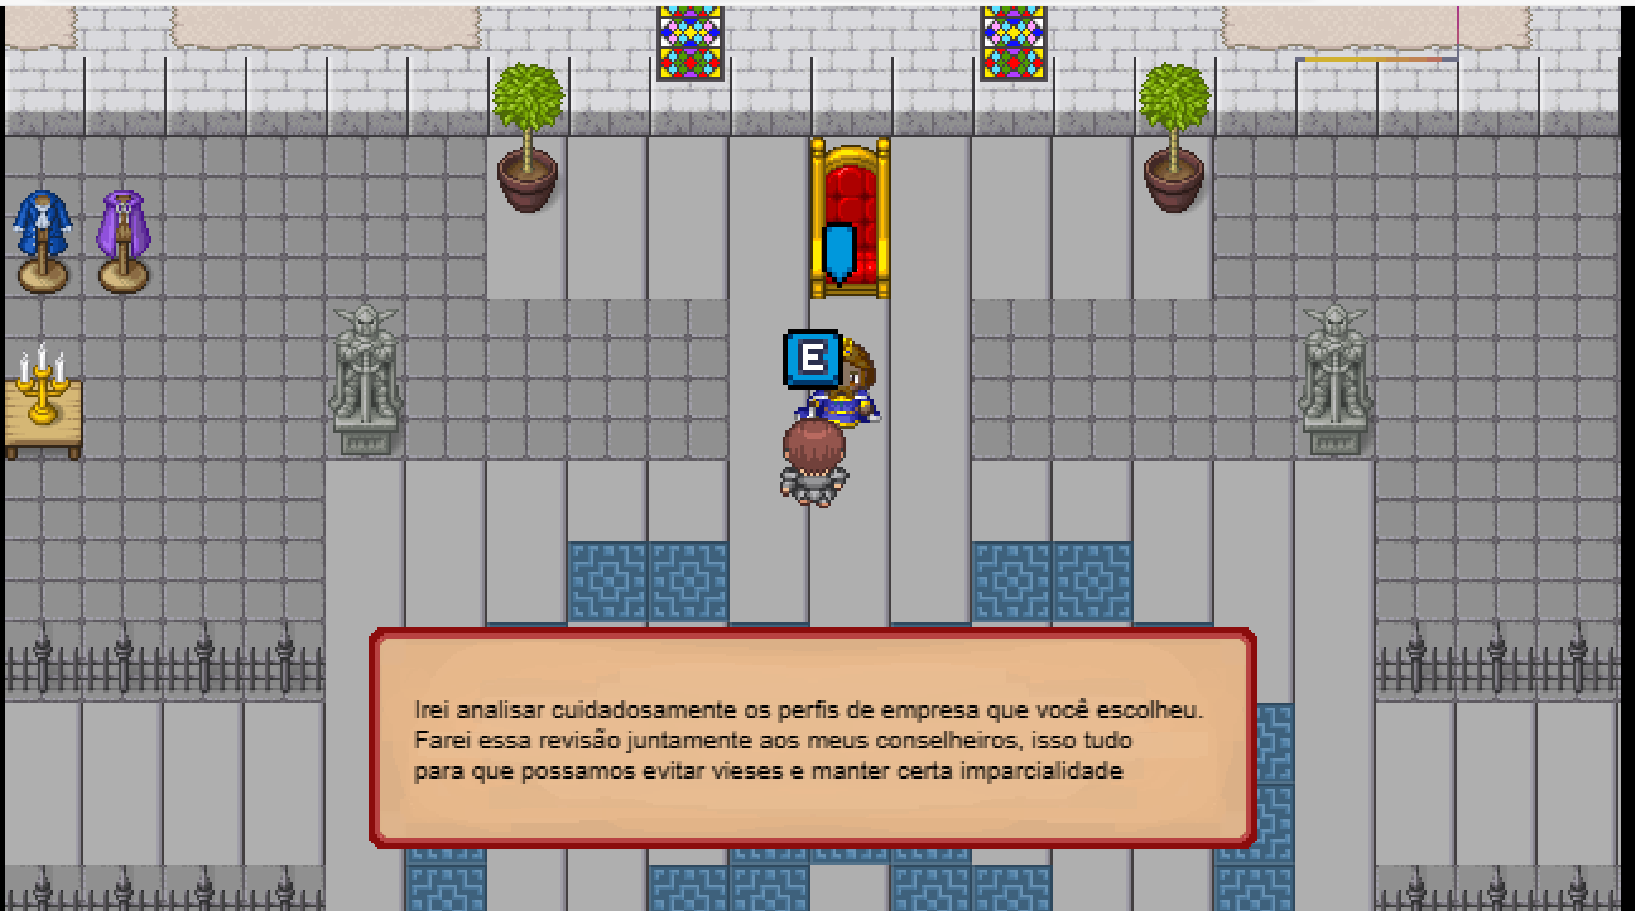 E
Irei analisar cuidadosamente os perfis de empresa que você escolheu.
Farei essa revisão juntamente aos meus conselheiros, isso tudo
para que possamos evitar vieses e manter certa imparcialidade